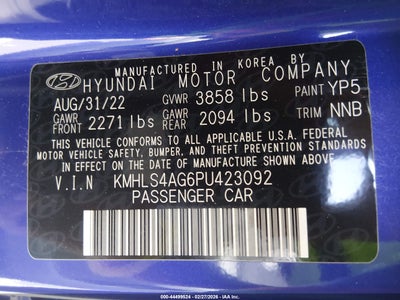 MANUFACTURED IN KOREA BY
HYUNDAI MOTOR COMPANY
AUG/31/22 GVWR 3858 lbs PAINT YP5
GAWR FRONT 2271 lbs GAWR REAR 2094 lbs TRIM NNB
THIS VEHICLE CONFORMS TO ALL APPLICABLE U.S.A. FEDERAL
MOTOR VEHICLE SAFETY, BUMPER, AND THEFT PREVENTION STANDARDS
IN EFFECT ON THE DATE OF MANUFACTURE SHOWN ABOVE.
V.I.N KMHLS4AG6PU423092
PASSENGER CAR
000-44499524 - 02/27/2026 - IAA Inc.